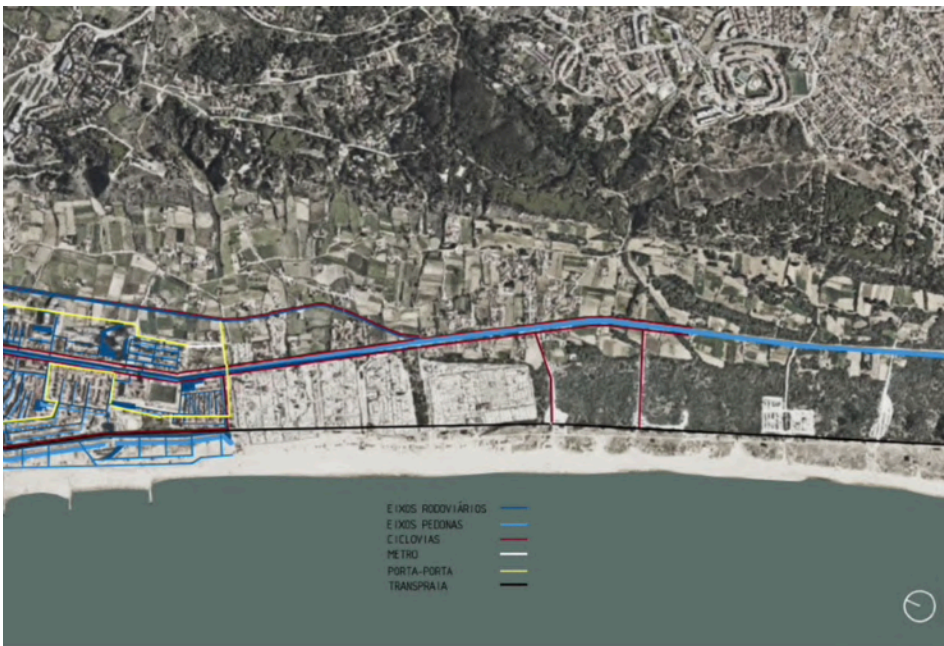 EIXOS RODOVIÁRIOS
EIXOS PEDONAS
CICLOVIAS
METRO
PORTA-PORTA
TRANSPRAIA